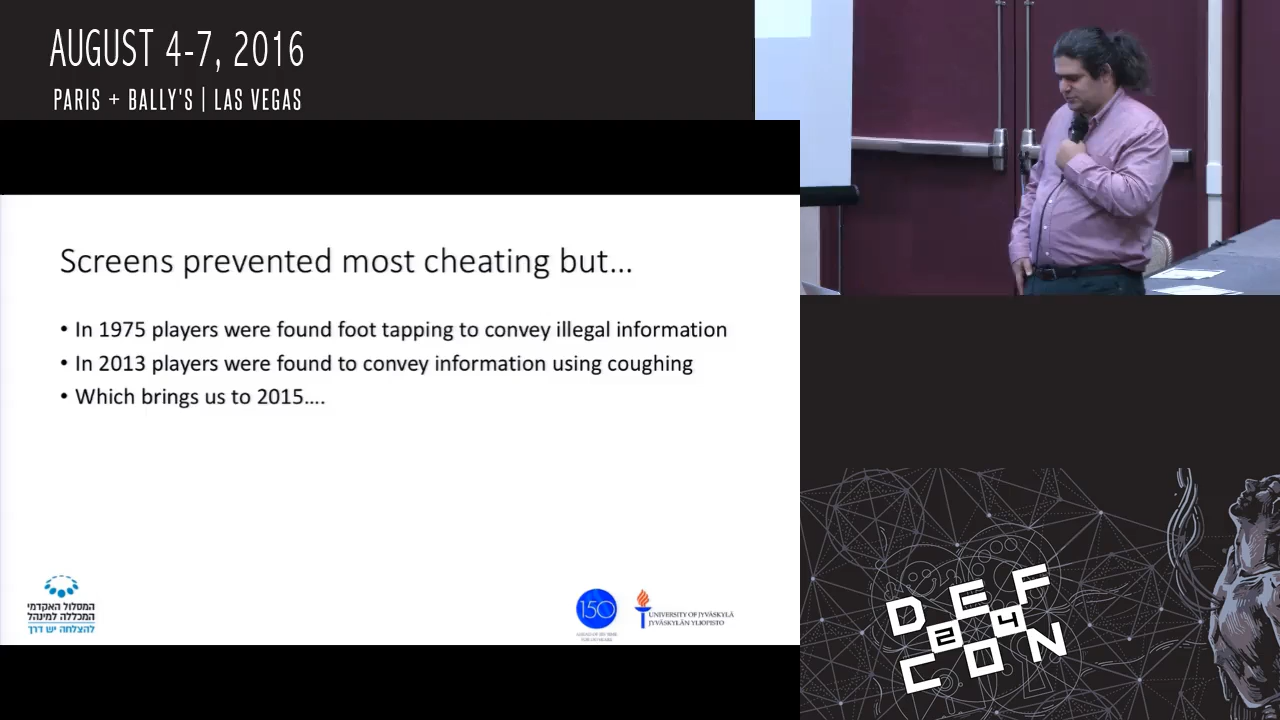 AUGUST 4-7, 2016
PARIS + BALLY'S | LAS VEGAS
Screens prevented most cheating but...
• In 1975 players were found foot tapping to convey illegal information
• In 2013 players were found to convey information using coughing
• Which brings us to 2015....
המסלול האקדמי
המכללה למינהל
להצלחה יש דרך
150
UNIVERSITY OF JYVÄSKYLÄ
JYVÄSKYLÄN YLIOPISTO
DEF
24
CON